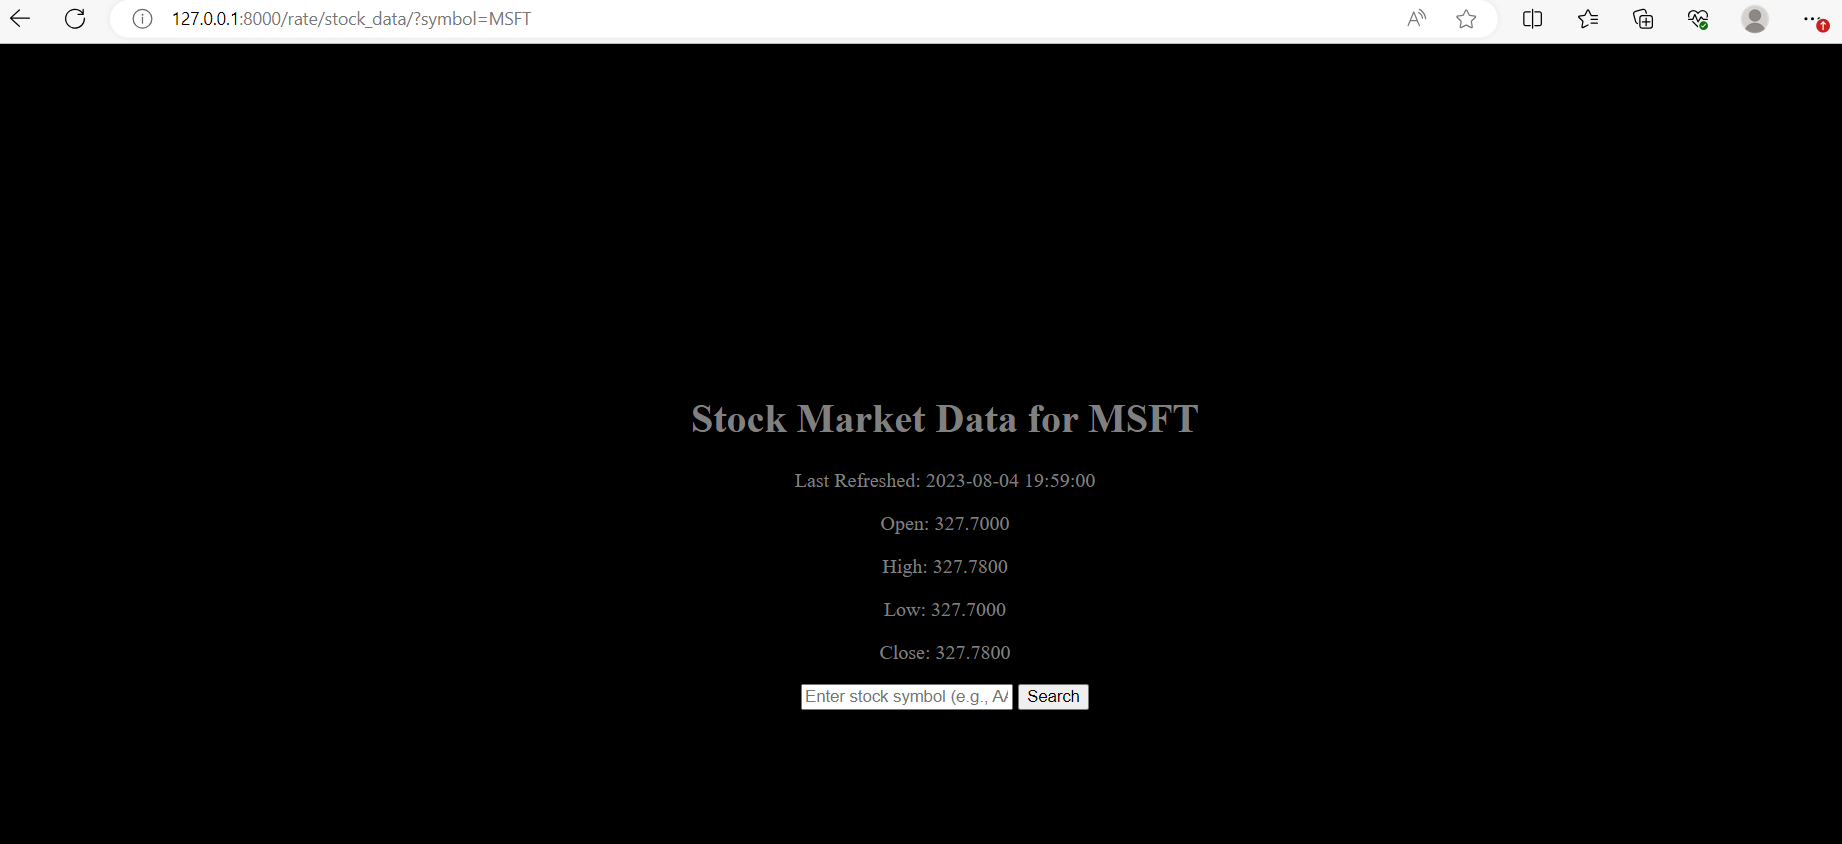 127.0.0.1:8000/rate/stock_data/?symbol=MSFT
Stock Market Data for MSFT
Last Refreshed: 2023-08-04 19:59:00
Open: 327.7000
High: 327.7800
Low: 327.7000
Close: 327.7800
Enter stock symbol (e.g., AA Search